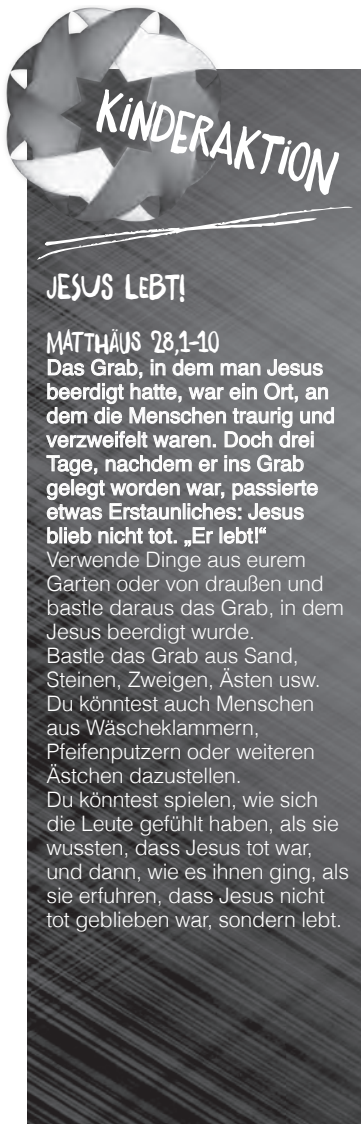 KINDERAKTION
JESUS LEBT!
MATTHÄUS 28,1-10
Das Grab, in dem man Jesus
beerdigt hatte, war ein Ort, an
dem die Menschen traurig und
verzweifelt waren. Doch drei
Tage, nachdem er ins Grab
gelegt worden war, passierte
etwas Erstaunliches: Jesus
blieb nicht tot. „Er lebt!“
Verwende Dinge aus eurem
Garten oder von draußen und
bastle daraus das Grab, in dem
Jesus beerdigt wurde.
Bastle das Grab aus Sand,
Steinen, Zweigen, Ästen usw.
Du könntest auch Menschen
aus Wäscheklammern,
Pfeifenputzern oder weiteren
Ästchen dazustellen.
Du könntest spielen, wie sich
die Leute gefühlt haben, als sie
wussten, dass Jesus tot war,
und dann, wie es ihnen ging, als
sie erfuhren, dass Jesus nicht
tot geblieben war, sondern lebt.